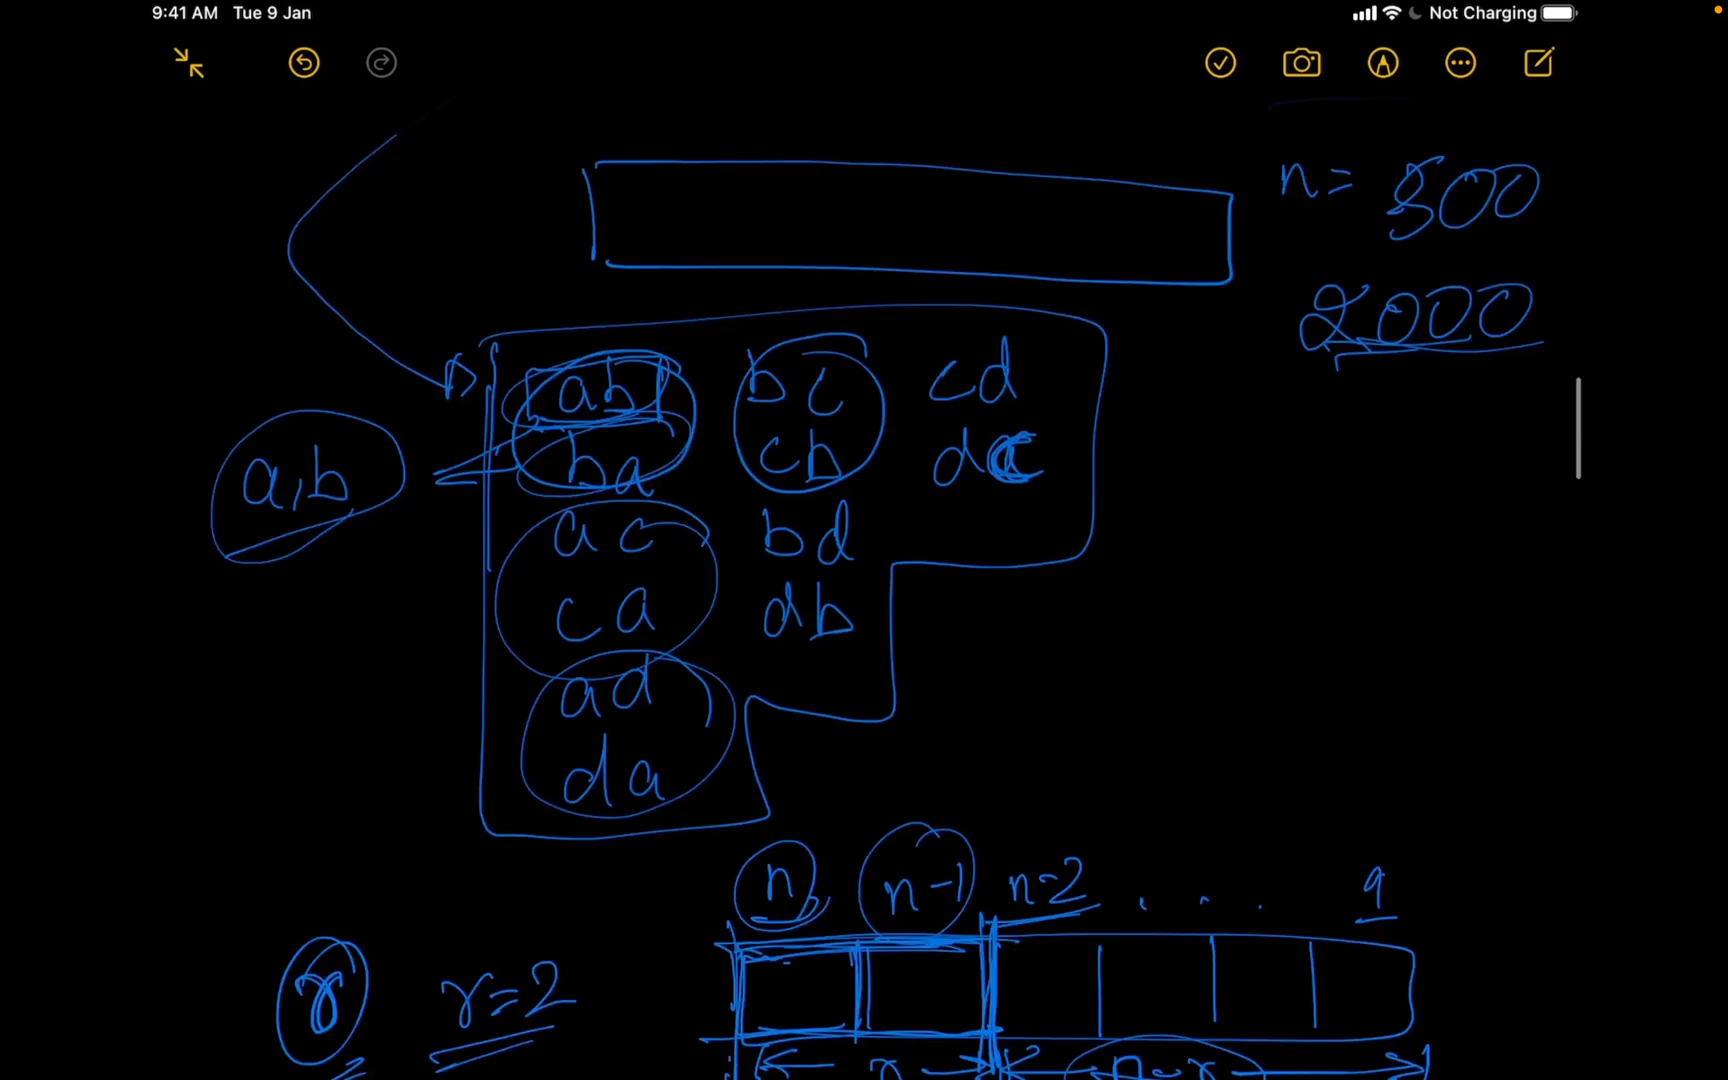 9:41 AM Tue 9 Jan
Not Charging
n = 500
2000
ab bc cd
a,b
ba cb dc
ac bd
ca db
ad
da
n n-1 n-2 . . . 1
r r=2
r n-r